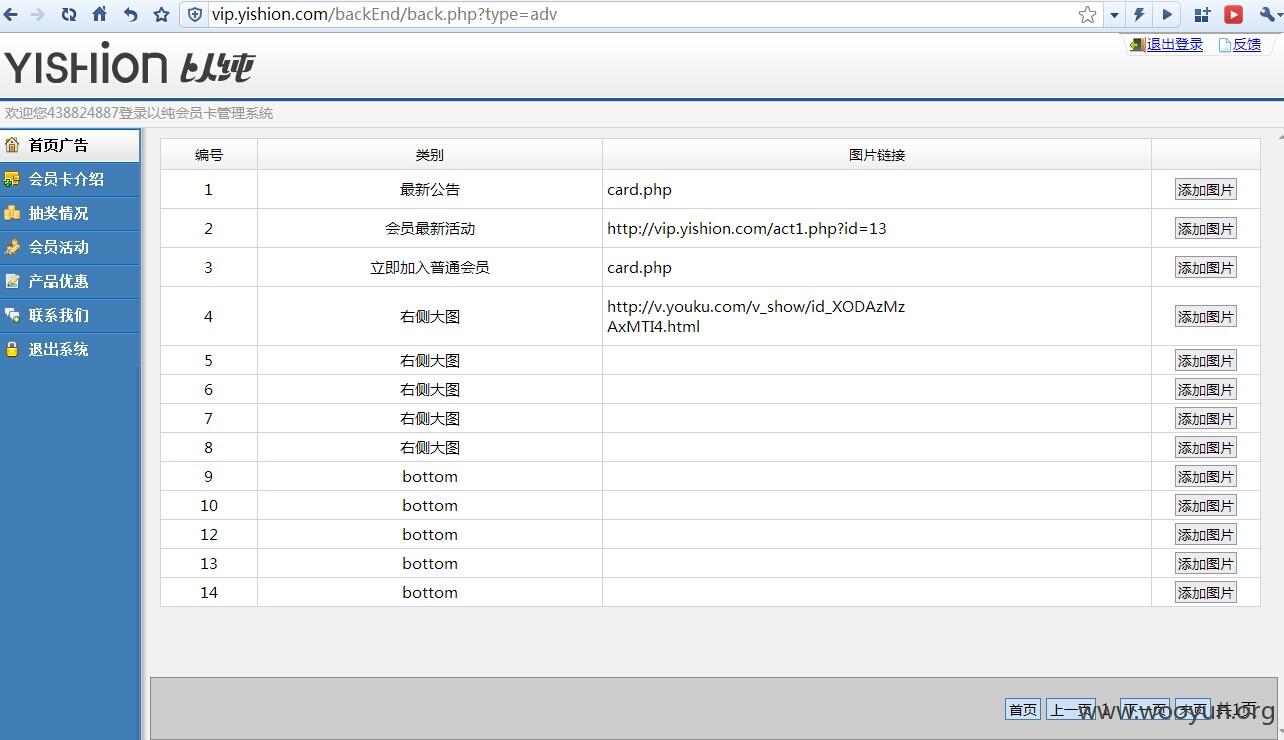 vip.yishion.com/backEnd/back.php?type=adv
YISHION 以纯
退出登录 反馈
欢迎您438824887登录以纯会员卡管理系统
首页广告
会员卡介绍
抽奖情况
会员活动
产品优惠
联系我们
退出系统
编号 类别 图片链接
1 最新公告 card.php 添加图片
2 会员最新活动 http://vip.yishion.com/act1.php?id=13 添加图片
3 立即加入普通会员 card.php 添加图片
4 右侧大图 http://v.youku.com/v_show/id_XODAzMz
AxMTI4.html 添加图片
5 右侧大图 添加图片
6 右侧大图 添加图片
7 右侧大图 添加图片
8 右侧大图 添加图片
9 bottom 添加图片
10 bottom 添加图片
12 bottom 添加图片
13 bottom 添加图片
14 bottom 添加图片
首页 上一页 1 下一页 末页 共1页
www.wooyun.org